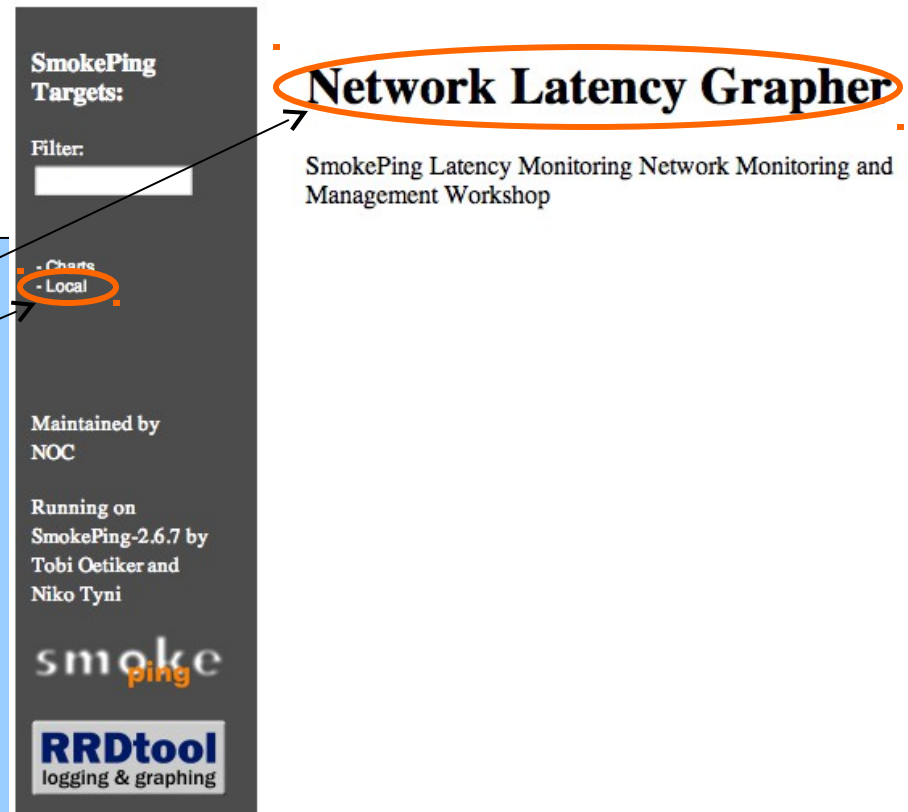 SmokePing
Targets:
Filter:
- Charts
- Local
Maintained by
NOC
Running on
SmokePing-2.6.7 by
Tobi Oetiker and
Niko Tyni
smoke
ping
RRDtool
logging & graphing
Network Latency Grapher
SmokePing Latency Monitoring Network Monitoring and
Management Workshop